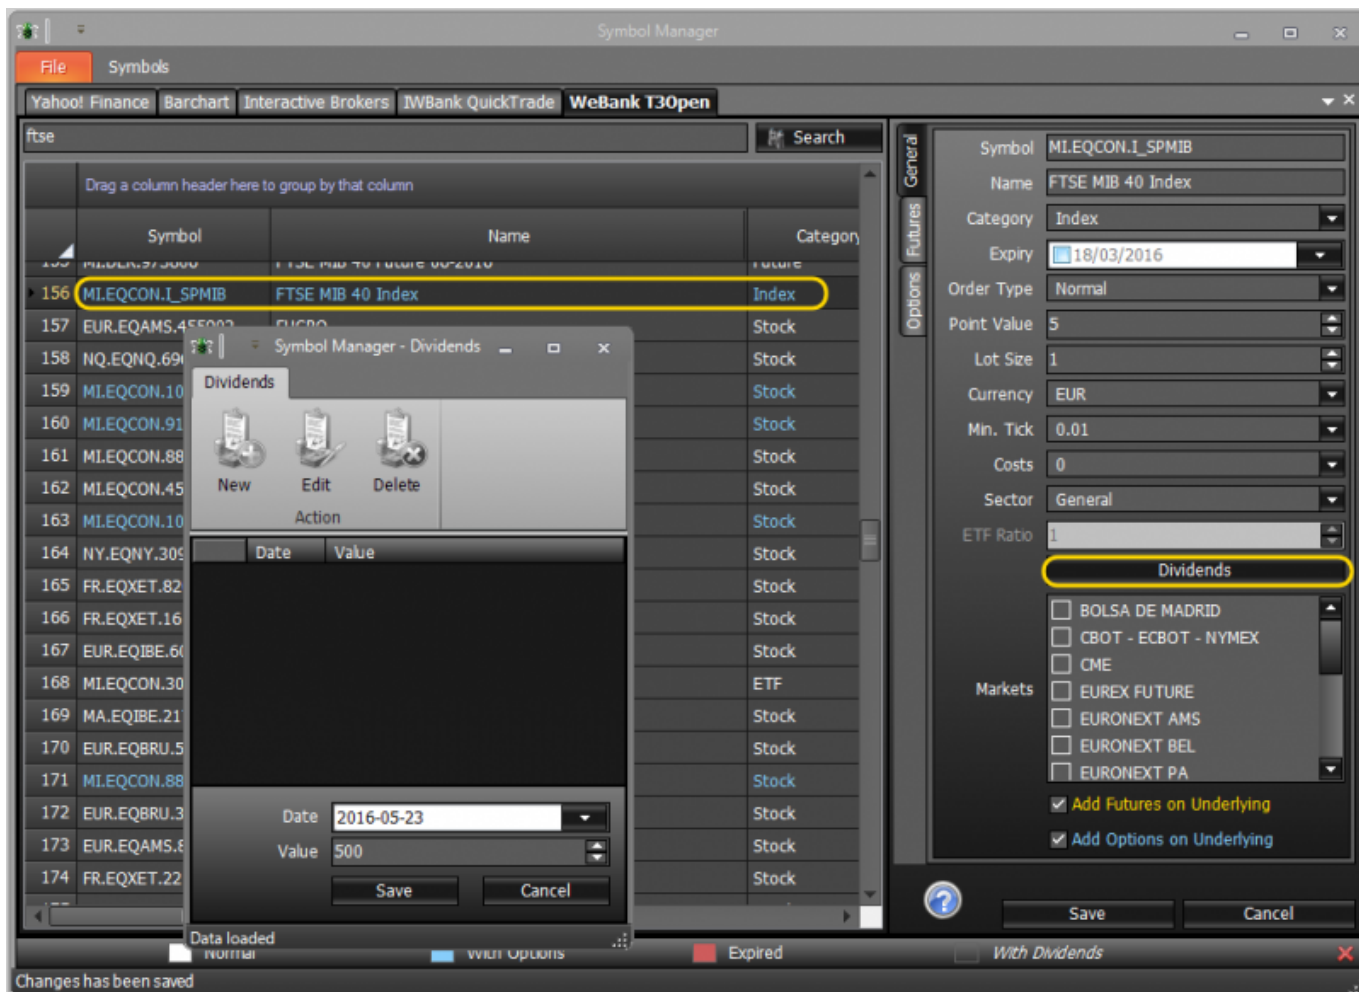 Symbol Manager
File Symbols
Yahoo! Finance Barchart Interactive Brokers IWBank QuickTrade WeBank T3Open
ftse Search
Drag a column header here to group by that column
Symbol Name Category
156 MI.EQCON.I_SPMIB FTSE MIB 40 Index Index
157 EUR.EQAMS.455002 FUGRO Stock
158 NQ.EQNQ.69 Stock
159 MI.EQCON.10 Stock
160 MI.EQCON.91 Stock
161 MI.EQCON.88 Stock
162 MI.EQCON.45 Stock
163 MI.EQCON.10 Stock
164 NY.EQNY.309 Stock
165 FR.EQXET.82 Stock
166 FR.EQXET.16 Stock
167 EUR.EQIBE.60 Stock
168 MI.EQCON.30 ETF
169 MA.EQIBE.21 Stock
170 EUR.EQBRU.5 Stock
171 MI.EQCON.88 Stock
172 EUR.EQBRU.3 Stock
173 EUR.EQAMS.8 Stock
174 FR.EQXET.22 Stock
Symbol Manager - Dividends
Dividends
New Edit Delete
Action
Date Value
Date 2016-05-23
Value 500
Save Cancel
Data loaded
General
Futures
Options
Symbol MI.EQCON.I_SPMIB
Name FTSE MIB 40 Index
Category Index
Expiry 18/03/2016
Order Type Normal
Point Value 5
Lot Size 1
Currency EUR
Min. Tick 0.01
Costs 0
Sector General
ETF Ratio 1
Dividends
Markets
BOLSA DE MADRID
CBOT - ECBOT - NYMEX
CME
EUREX FUTURE
EURONEXT AMS
EURONEXT BEL
EURONEXT PA
Add Futures on Underlying
Add Options on Underlying
Save Cancel
Normal With Options Expired With Dividends
Changes has been saved